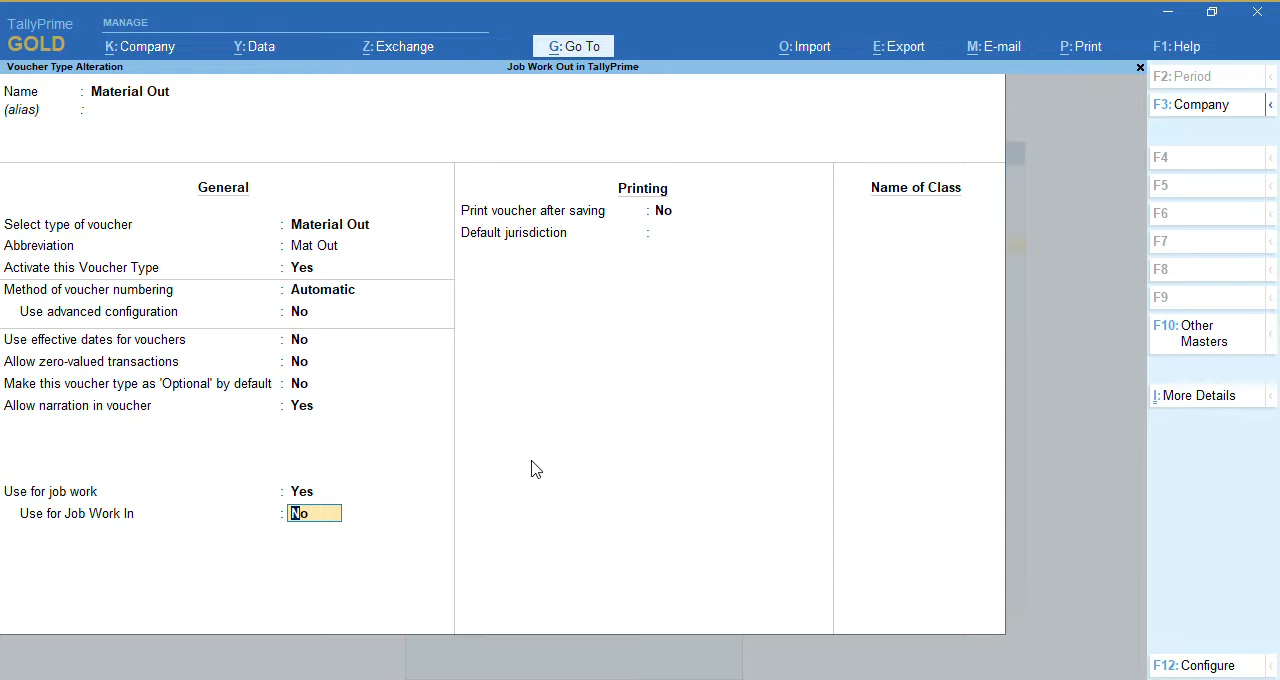 TallyPrime
GOLD
MANAGE
K: Company Y: Data Z: Exchange G: Go To O: Import E: Export M: E-mail P: Print F1: Help
Voucher Type Alteration Job Work Out in TallyPrime
Name : Material Out
(alias) :
General
Select type of voucher : Material Out
Abbreviation : Mat Out
Activate this Voucher Type : Yes
Method of voucher numbering : Automatic
Use advanced configuration : No
Use effective dates for vouchers : No
Allow zero-valued transactions : No
Make this voucher type as 'Optional' by default : No
Allow narration in voucher : Yes
Use for job work : Yes
Use for Job Work In : No
Printing
Print voucher after saving : No
Default jurisdiction :
Name of Class
F2: Period
F3: Company
F4
F5
F6
F7
F8
F9
F10: Other
Masters
I: More Details
F12: Configure